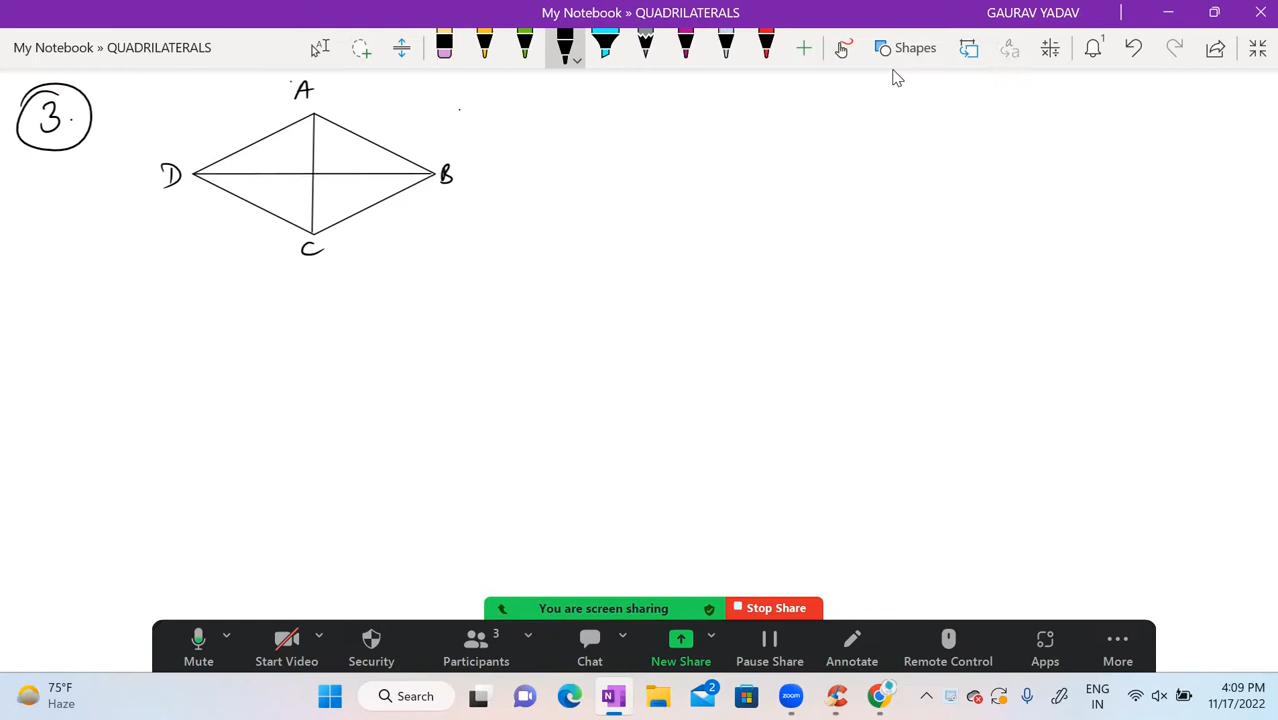 My Notebook » QUADRILATERALS
GAURAV YADAV
My Notebook » QUADRILATERALS
Shapes
3.
A
D
B
C
You are screen sharing
Stop Share
3
Mute
Start Video
Security
Participants
Chat
New Share
Pause Share
Annotate
Remote Control
Apps
More
75°F
Haze
Search
2
ENG
IN
4:09 PM
11/17/2022